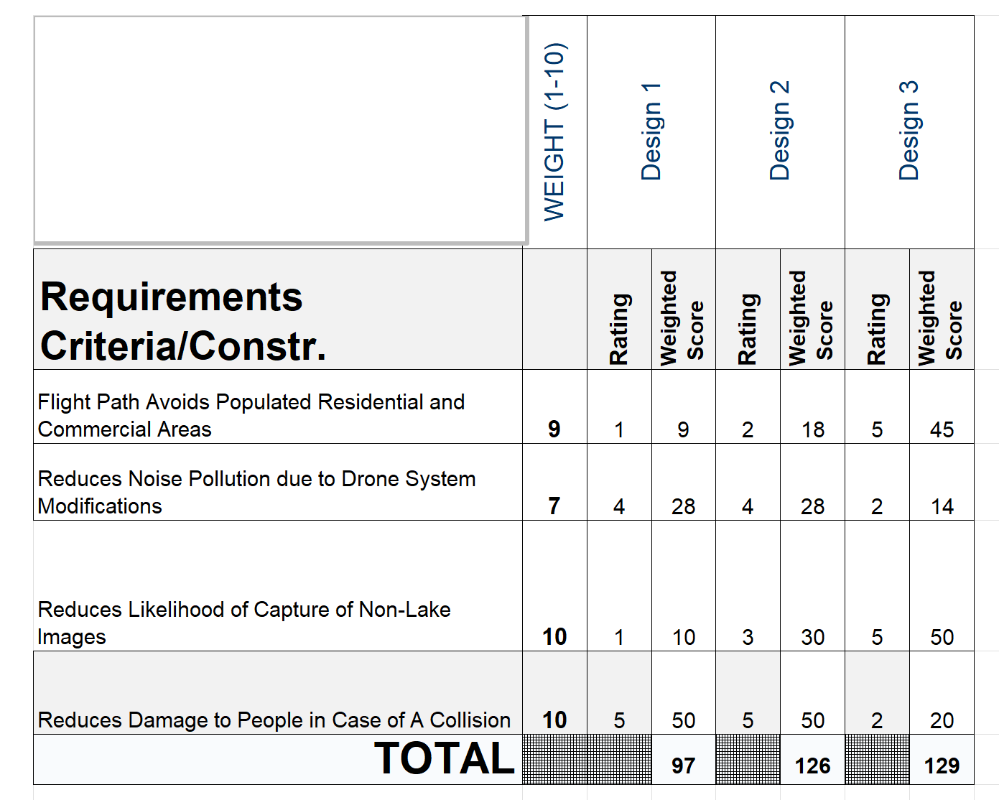 WEIGHT (1-10)
Design 1
Design 2
Design 3
Requirements
Criteria/Constr.
Rating
Weighted
Score
Rating
Weighted
Score
Rating
Weighted
Score
Flight Path Avoids Populated Residential and
Commercial Areas 9 1 9 2 18 5 45
Reduces Noise Pollution due to Drone System
Modifications 7 4 28 4 28 2 14
Reduces Likelihood of Capture of Non-Lake
Images 10 1 10 3 30 5 50
Reduces Damage to People in Case of A Collision 10 5 50 5 50 2 20
TOTAL 97 126 129